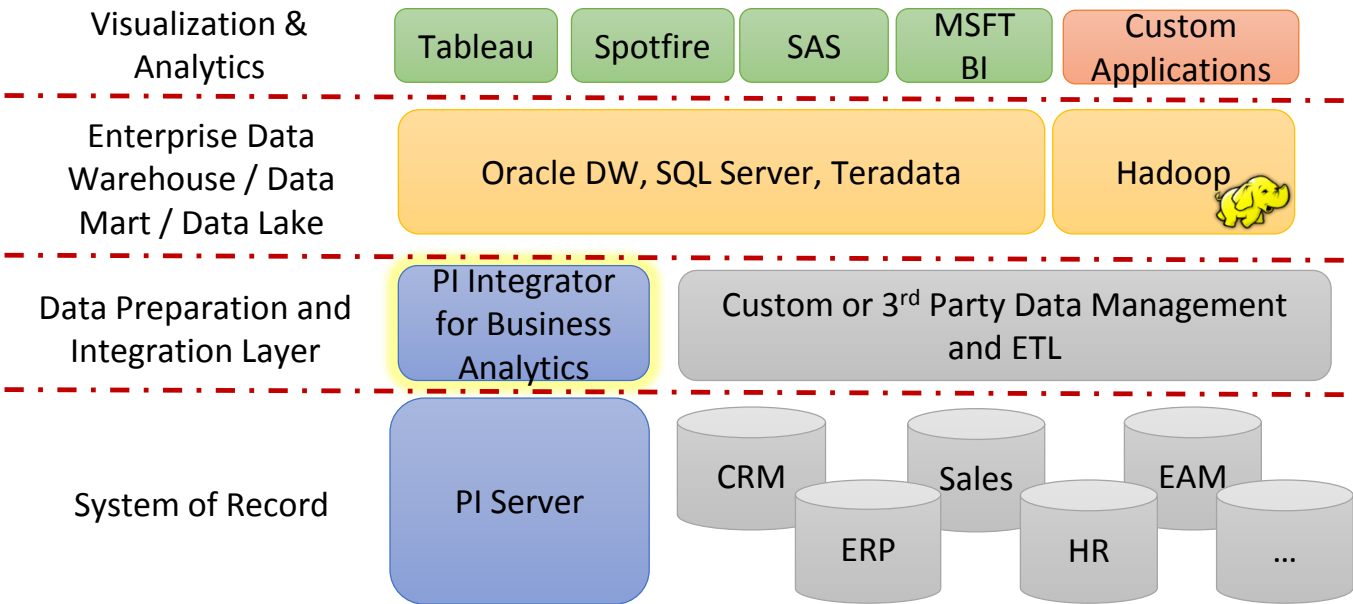 Visualization &
Analytics
Tableau
Spotfire
SAS
MSFT
BI
Custom
Applications
Enterprise Data
Warehouse / Data
Mart / Data Lake
Oracle DW, SQL Server, Teradata
Hadoop
Data Preparation and
Integration Layer
PI Integrator
for Business
Analytics
Custom or 3rd Party Data Management
and ETL
System of Record
PI Server
CRM
Sales
EAM
ERP
HR
...